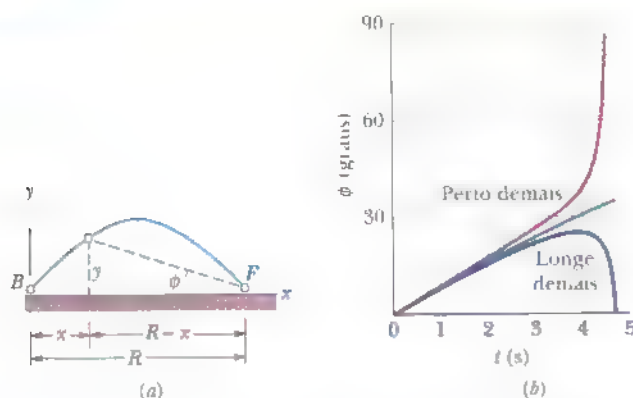 y
B
y
ϕ
F
x
x
R − x
R
(a)
90
60
30
0
ϕ (graus)
Perto demais
Longe
demais
0 1 2 3 4 5
t (s)
(b)